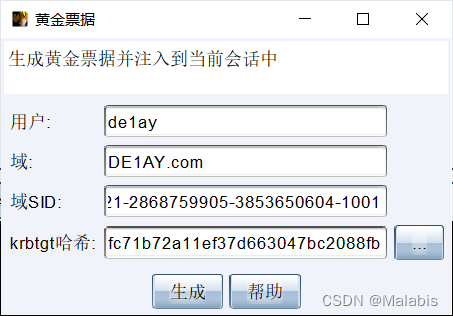 黄金票据
生成黄金票据并注入到当前会话中
用户: de1ay
域: DE1AY.com
域SID: 21-2868759905-3853650604-1001
krbtgt哈希: fc71b72a11ef37d663047bc2088fb ...
生成 帮助
CSDN @Malabis